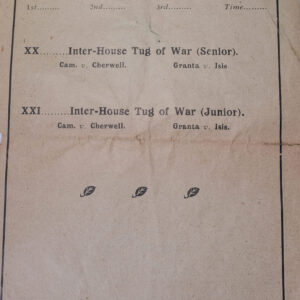 1st......... 2nd......... 3rd......... Time.........
XX.........Inter-House Tug of War (Senior).
Cam. v. Cherwell. Granta v. Isis.
XXI.........Inter-House Tug of War (Junior).
Cam. v. Cherwell. Granta v. Isis.